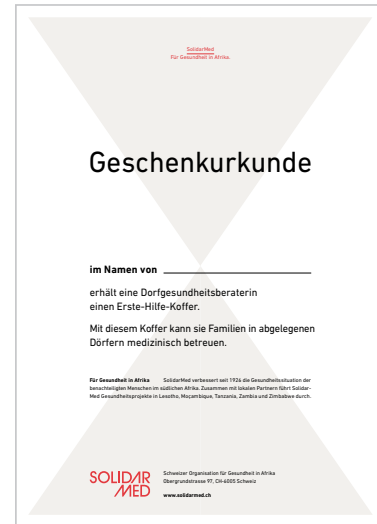 SolidarMed
Für Gesundheit in Afrika.
Geschenkurkunde
im Namen von
erhält eine Dorfgesundheitsberaterin
einen Erste-Hilfe-Koffer.
Mit diesem Koffer kann sie Familien in abgelegenen
Dörfern medizinisch betreuen.
Für Gesundheit in Afrika SolidarMed verbessert seit 1926 die Gesundheitssituation der
benachteiligten Menschen im südlichen Afrika. Zusammen mit lokalen Partnern führt Solidar-
Med Gesundheitsprojekte in Lesotho, Moçambique, Tanzania, Zambia und Zimbabwe durch.
SOLIDAR
MED
Schweizer Organisation für Gesundheit in Afrika
Obergrundstrasse 97, CH-6005 Schweiz
www.solidarmed.ch